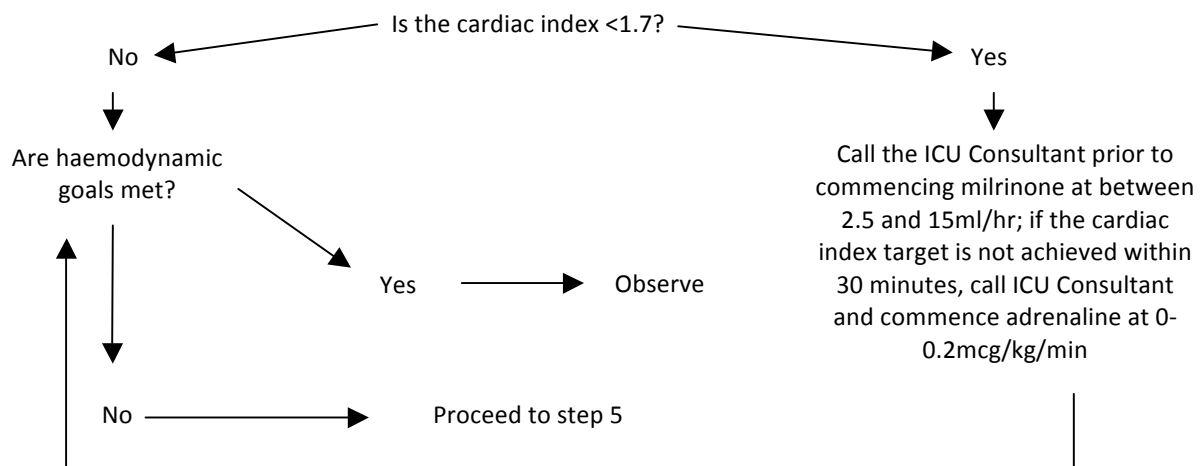 Is the cardiac index <1.7?
No
Yes
Are haemodynamic
goals met?
Call the ICU Consultant prior to
commencing milrinone at between
2.5 and 15ml/hr; if the cardiac
index target is not achieved within
30 minutes, call ICU Consultant
and commence adrenaline at 0-
0.2mcg/kg/min
Yes
Observe
No
Proceed to step 5